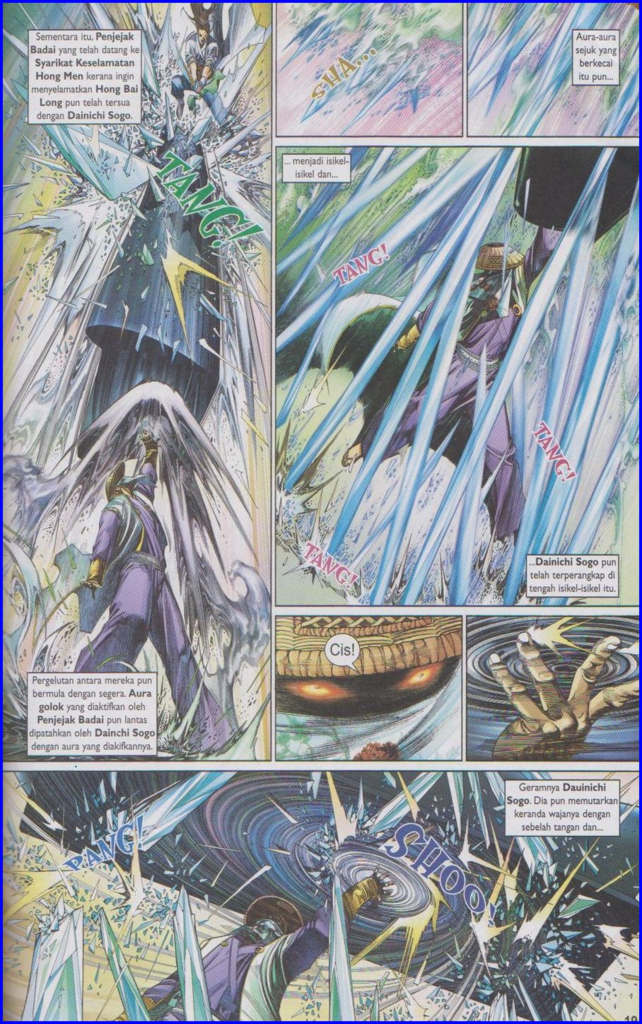 Sementara itu, Penjejak
Badai yang telah datang ke
Syarikat Keselamatan
Hong Men kerana ingin
menyelamatkan Hong Bai
Long pun telah tersua
dengan Dainichi Sogo.
TANG!
Pergelutan antara mereka pun
bermula dengan segera. Aura
golok yang diaktifkan oleh
Penjejak Badai pun lantas
dipatahkan oleh Dainchi Sogo
dengan aura yang diakifkannya.
SHA...
Aura-aura
sejuk yang
berkecai
itu pun...
... menjadi isikel-
isikel dan...
TANG!
TANG!
TANG!
...Dainichi Sogo pun
telah terperangkap di
tengah isikel-isikel itu.
Cis!
Geramnya Dauinichi
Sogo. Dia pun memutarkan
keranda wajanya dengan
sebelah tangan dan...
PANG!
SHOO!